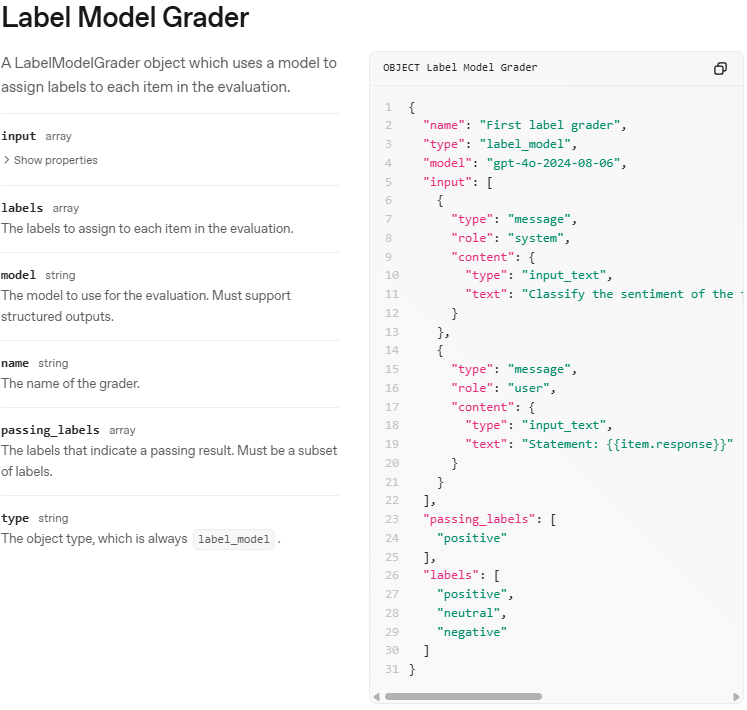 Label Model Grader
A LabelModelGrader object which uses a model to
assign labels to each item in the evaluation.
input array
> Show properties
labels array
The labels to assign to each item in the evaluation.
model string
The model to use for the evaluation. Must support
structured outputs.
name string
The name of the grader.
passing_labels array
The labels that indicate a passing result. Must be a subset
of labels.
type string
The object type, which is always label_model .
OBJECT Label Model Grader
1 {
2 "name": "First label grader",
3 "type": "label_model",
4 "model": "gpt-4o-2024-08-06",
5 "input": [
6 {
7 "type": "message",
8 "role": "system",
9 "content": {
10 "type": "input_text",
11 "text": "Classify the sentiment of the
12 }
13 },
14 {
15 "type": "message",
16 "role": "user",
17 "content": {
18 "type": "input_text",
19 "text": "Statement: {{item.response}}"
20 }
21 }
22 ],
23 "passing_labels": [
24 "positive"
25 ],
26 "labels": [
27 "positive",
28 "neutral",
29 "negative"
30 ]
31 }